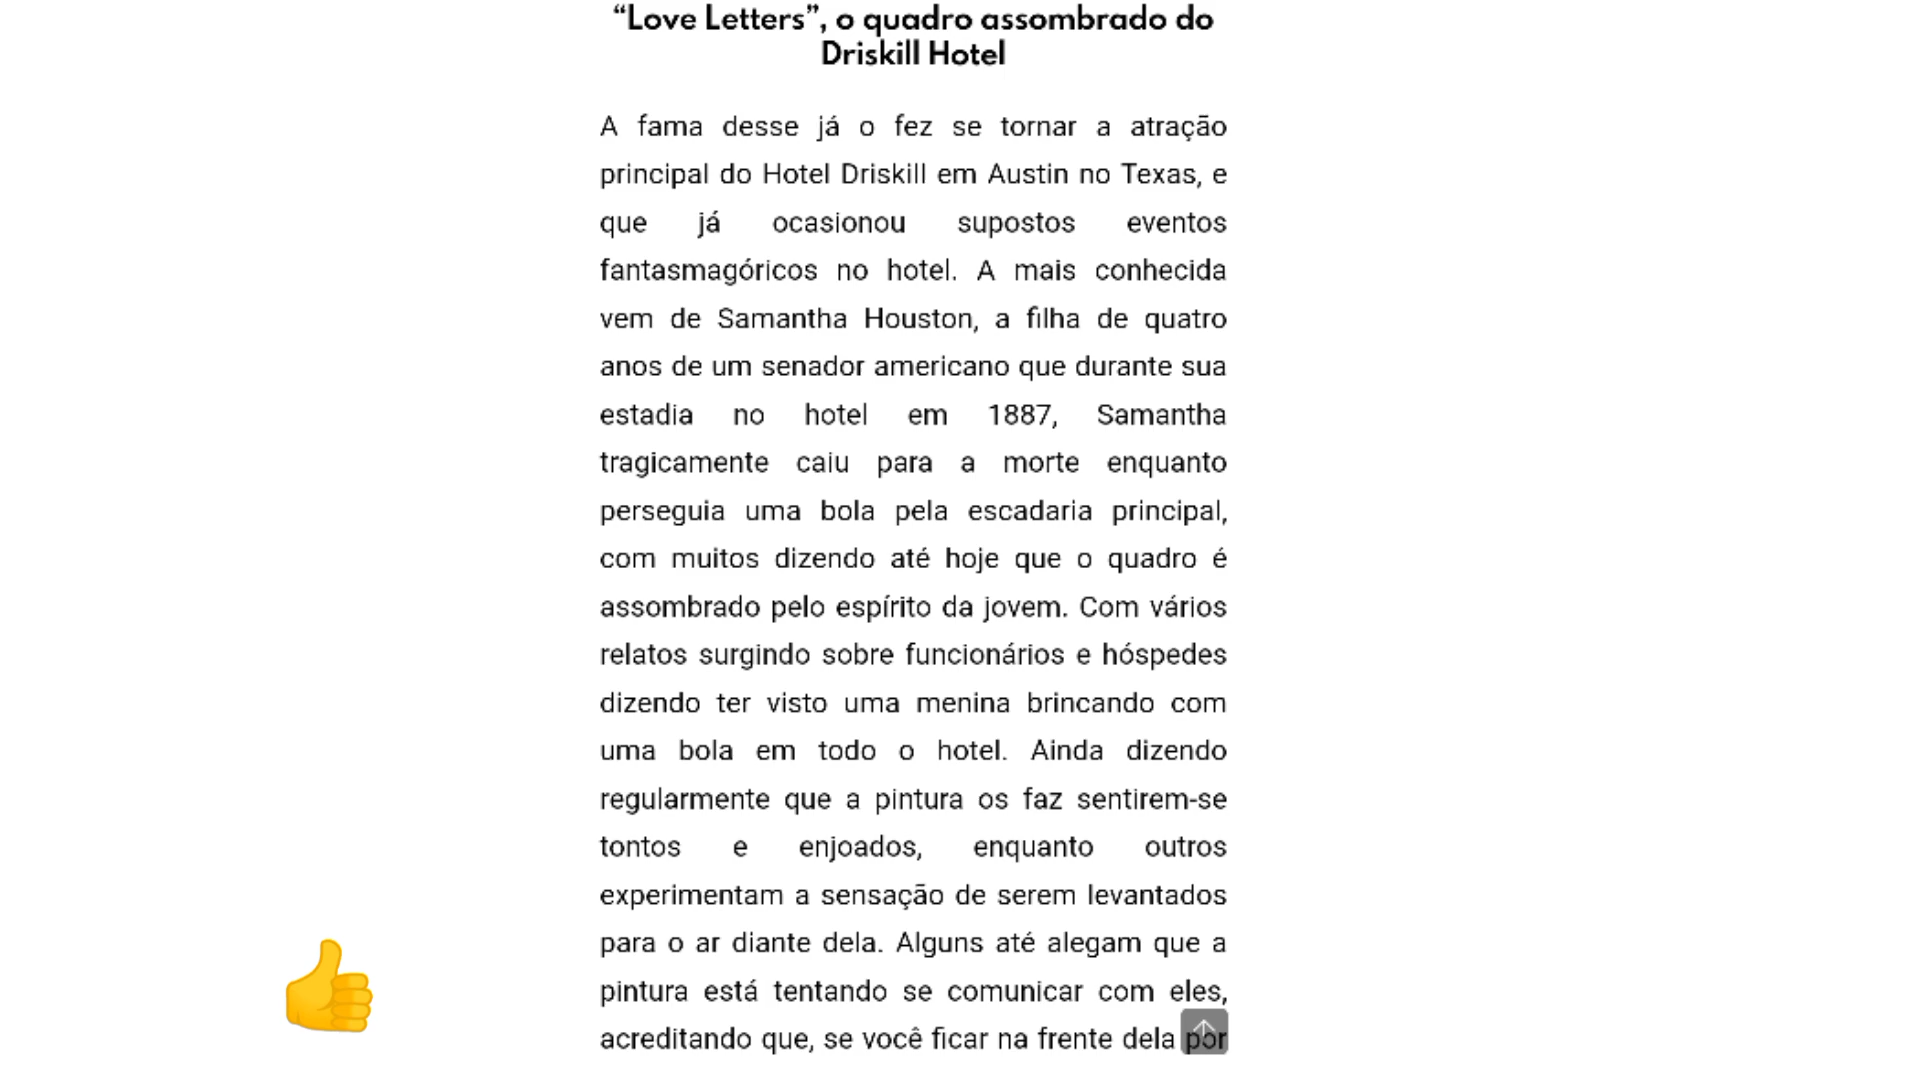 “Love Letters”, o quadro assombrado do
Driskill Hotel
A fama desse já o fez se tornar a atração
principal do Hotel Driskill em Austin no Texas, e
que já ocasionou supostos eventos
fantasmagóricos no hotel. A mais conhecida
vem de Samantha Houston, a filha de quatro
anos de um senador americano que durante sua
estadia no hotel em 1887, Samantha
tragicamente caiu para a morte enquanto
perseguia uma bola pela escadaria principal,
com muitos dizendo até hoje que o quadro é
assombrado pelo espírito da jovem. Com vários
relatos surgindo sobre funcionários e hóspedes
dizendo ter visto uma menina brincando com
uma bola em todo o hotel. Ainda dizendo
regularmente que a pintura os faz sentirem-se
tontos e enjoados, enquanto outros
experimentam a sensação de serem levantados
para o ar diante dela. Alguns até alegam que a
pintura está tentando se comunicar com eles,
acreditando que, se você ficar na frente dela por